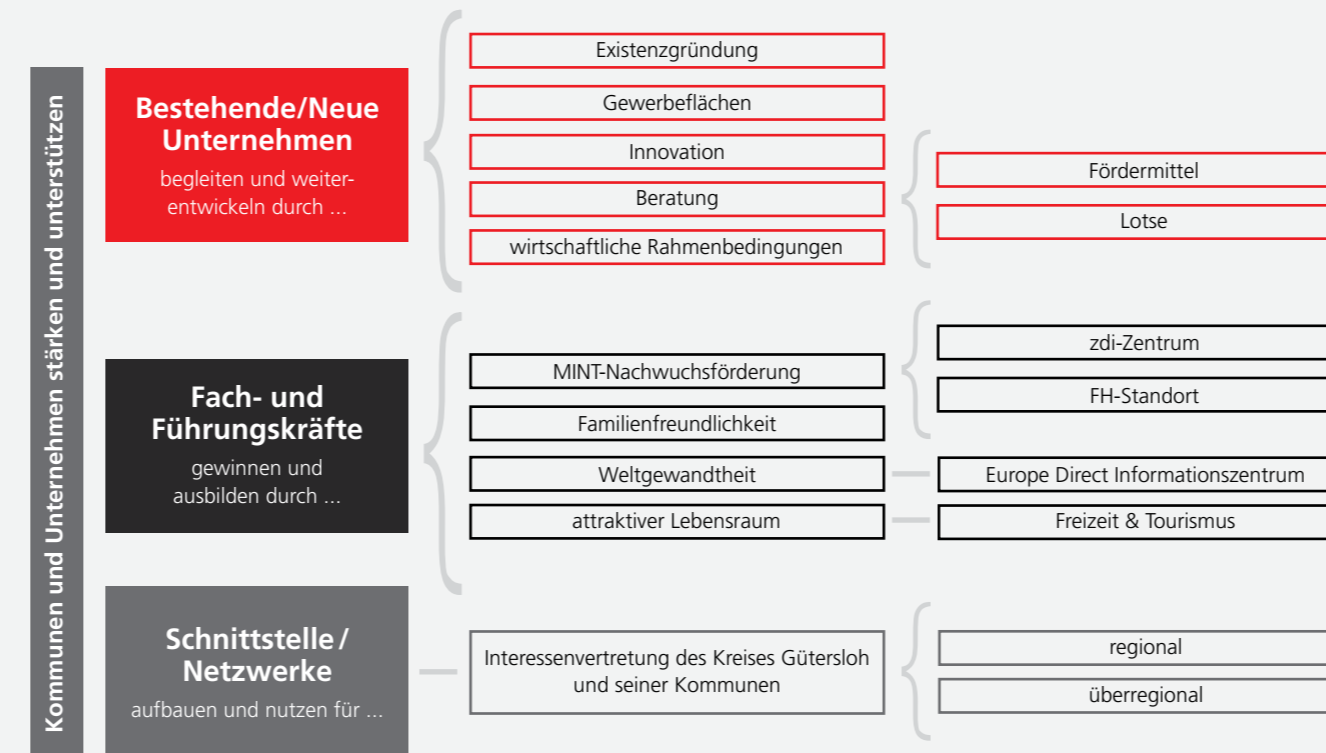 Kommunen und Unternehmen stärken und unterstützen
Bestehende/Neue
Unternehmen
begleiten und weiter-
entwickeln durch ...
Existenzgründung
Gewerbeflächen
Innovation
Beratung
wirtschaftliche Rahmenbedingungen
Fördermittel
Lotse
Fach- und
Führungskräfte
gewinnen und
ausbilden durch ...
MINT-Nachwuchsförderung
Familienfreundlichkeit
Weltgewandtheit
attraktiver Lebensraum
zdi-Zentrum
FH-Standort
Europe Direct Informationszentrum
Freizeit & Tourismus
Schnittstelle /
Netzwerke
aufbauen und nutzen für ...
Interessenvertretung des Kreises Gütersloh
und seiner Kommunen
regional
überregional